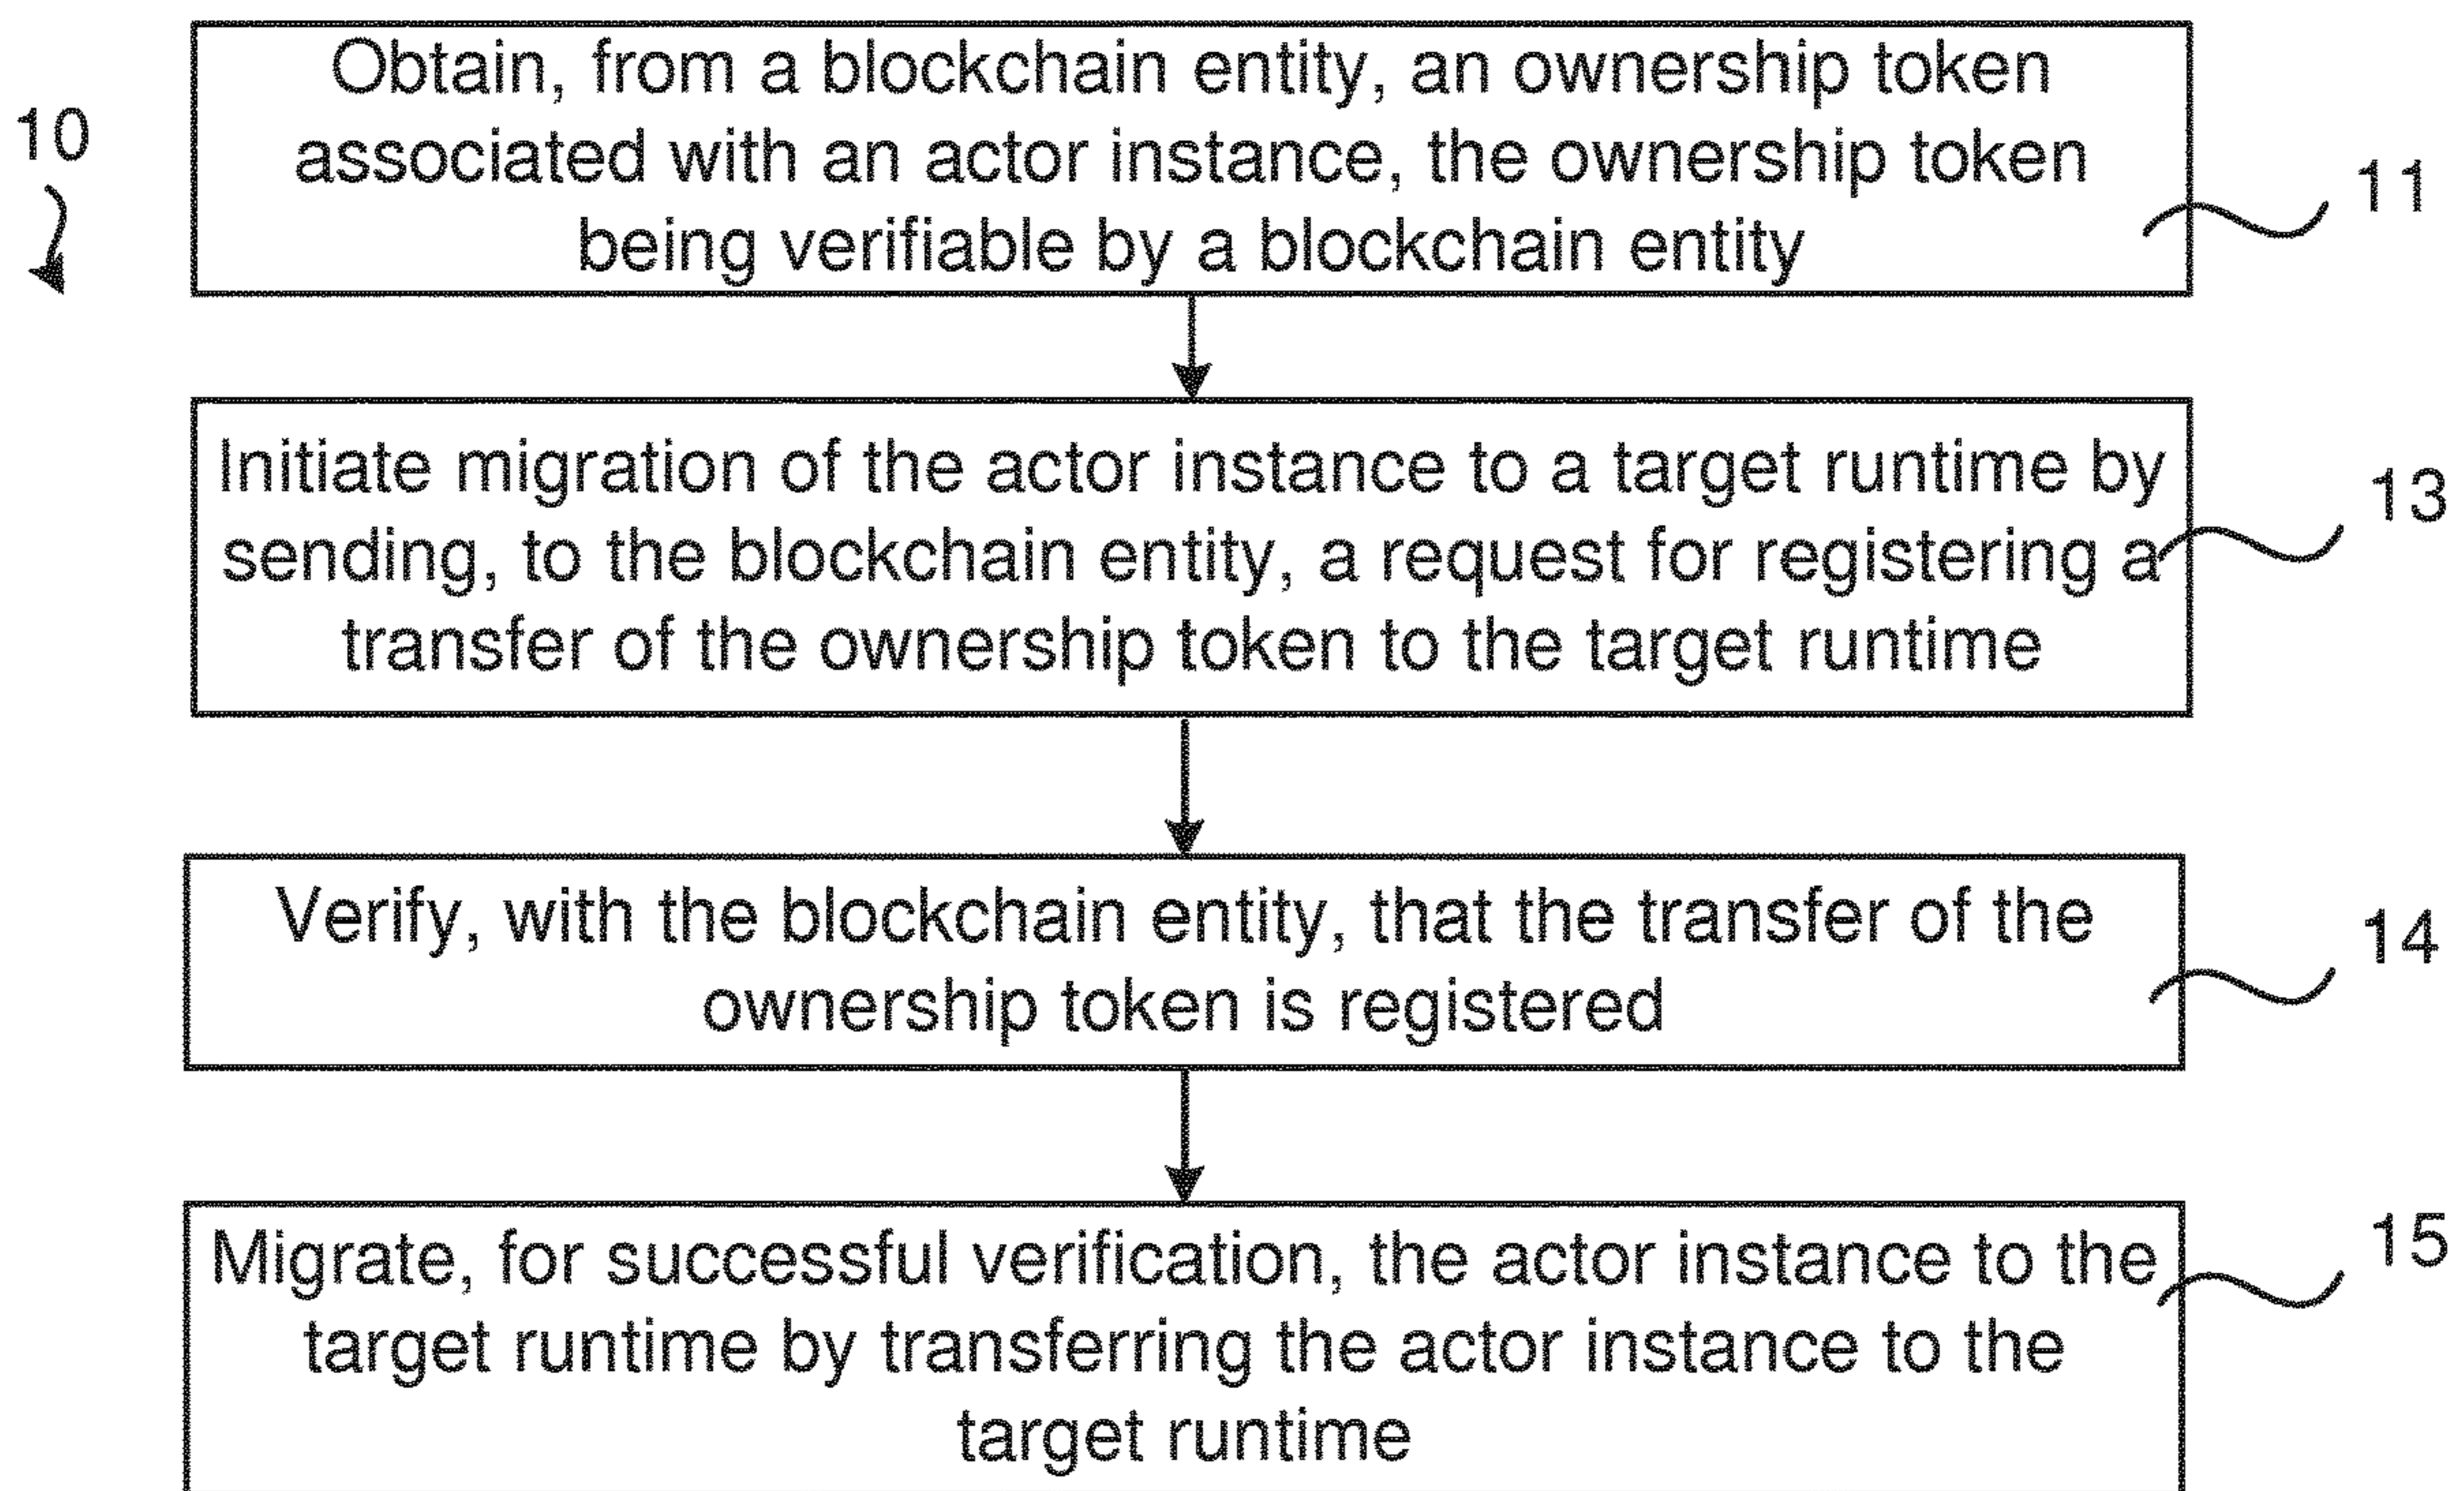 10
Obtain, from a blockchain entity, an ownership token
associated with an actor instance, the ownership token
being verifiable by a blockchain entity
11
Initiate migration of the actor instance to a target runtime by
sending, to the blockchain entity, a request for registering a
transfer of the ownership token to the target runtime
13
Verify, with the blockchain entity, that the transfer of the
ownership token is registered
14
Migrate, for successful verification, the actor instance to the
target runtime by transferring the actor instance to the
target runtime
15